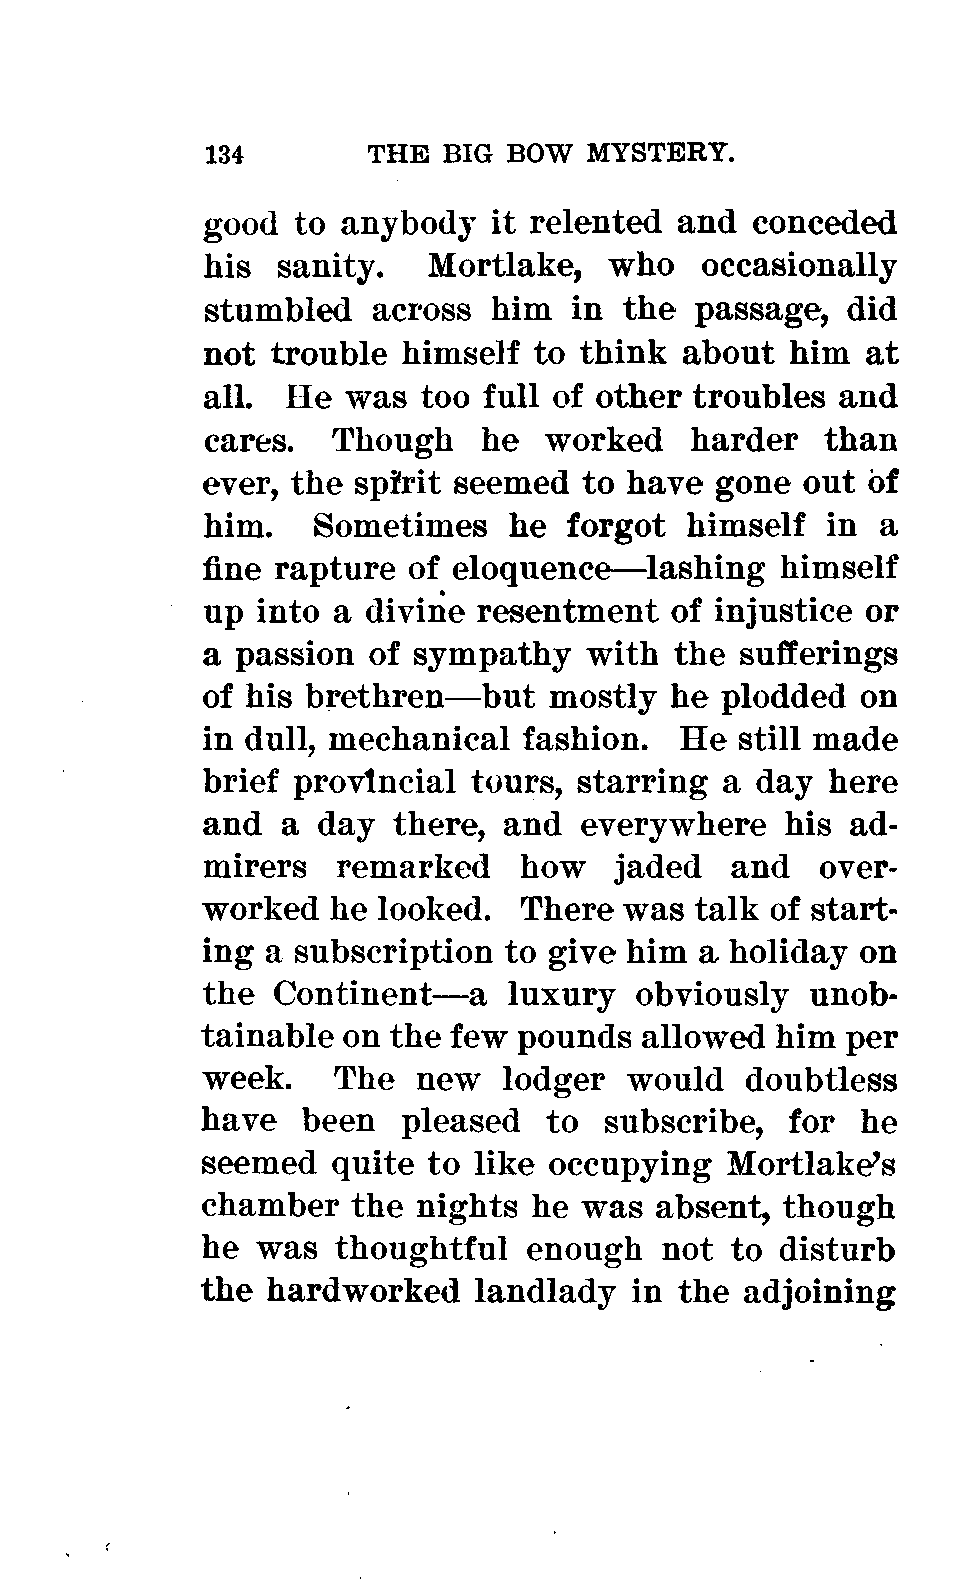 134 THE BIG BOW MYSTERY.
good to anybody it relented and conceded
his sanity. Mortlake, who occasionally
stumbled across him in the passage, did
not trouble himself to think about him at
all. He was too full of other troubles and
cares. Though he worked harder than
ever, the spirit seemed to have gone out of
him. Sometimes he forgot himself in a
fine rapture of eloquence—lashing himself
up into a divine resentment of injustice or
a passion of sympathy with the sufferings
of his brethren—but mostly he plodded on
in dull, mechanical fashion. He still made
brief provincial tours, starring a day here
and a day there, and everywhere his ad-
mirers remarked how jaded and over-
worked he looked. There was talk of start-
ing a subscription to give him a holiday on
the Continent—a luxury obviously unob-
tainable on the few pounds allowed him per
week. The new lodger would doubtless
have been pleased to subscribe, for he
seemed quite to like occupying Mortlake's
chamber the nights he was absent, though
he was thoughtful enough not to disturb
the hardworked landlady in the adjoining